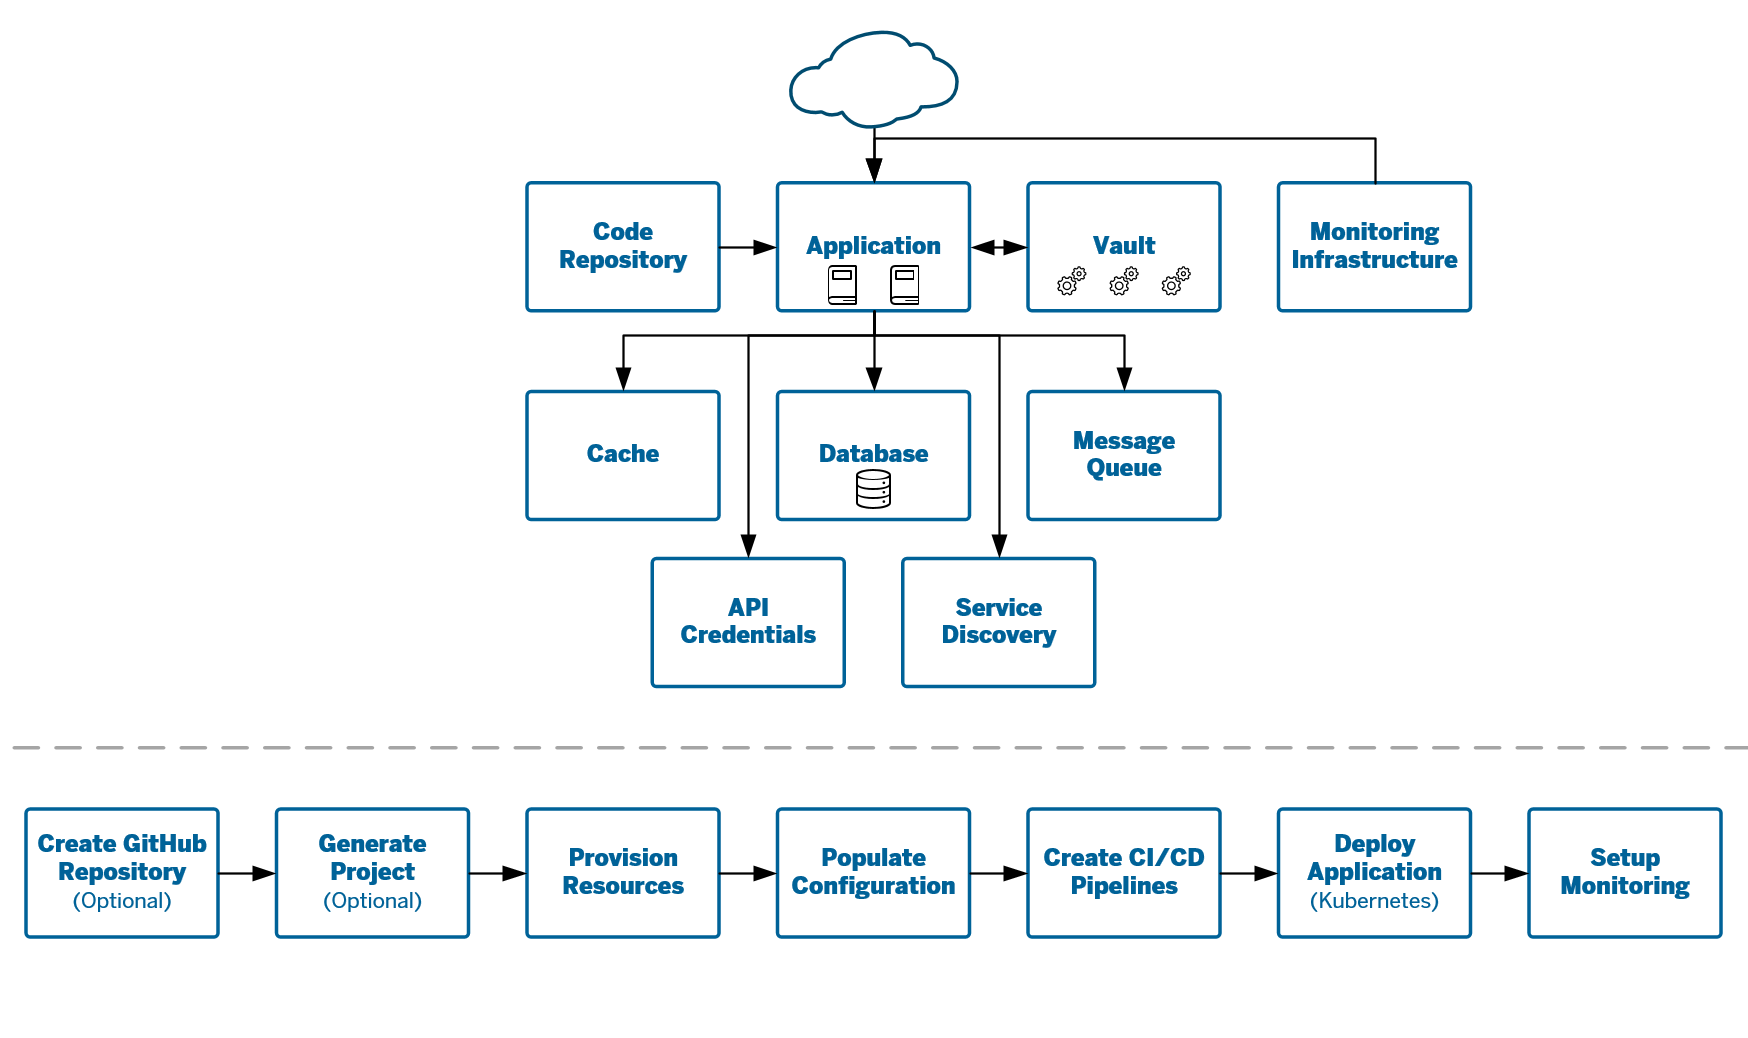 Code
Repository
Application
Vault
Monitoring
Infrastructure
Cache
Database
Message
Queue
API
Credentials
Service
Discovery
Create GitHub
Repository
(Optional)
Generate
Project
(Optional)
Provision
Resources
Populate
Configuration
Create CI/CD
Pipelines
Deploy
Application
(Kubernetes)
Setup
Monitoring